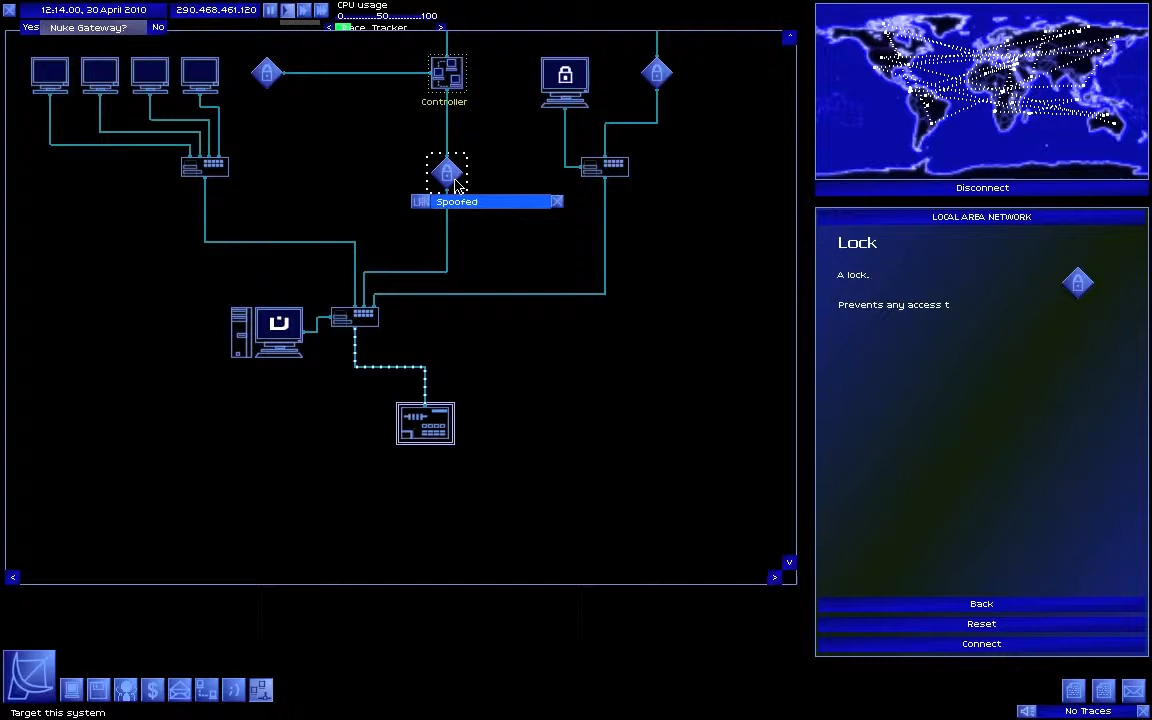 12:14.00, 30 April 2010
290.468.461.120
CPU usage
0.........50........100
Yes
Nuke Gateway?
No
<
>
^
Controller
LAN
Spoofed
Disconnect
LOCAL AREA NETWORK
Lock
A lock.
Prevents any access t
v
<
>
Back
Reset
Connect
$
;)
Target this system
No Traces